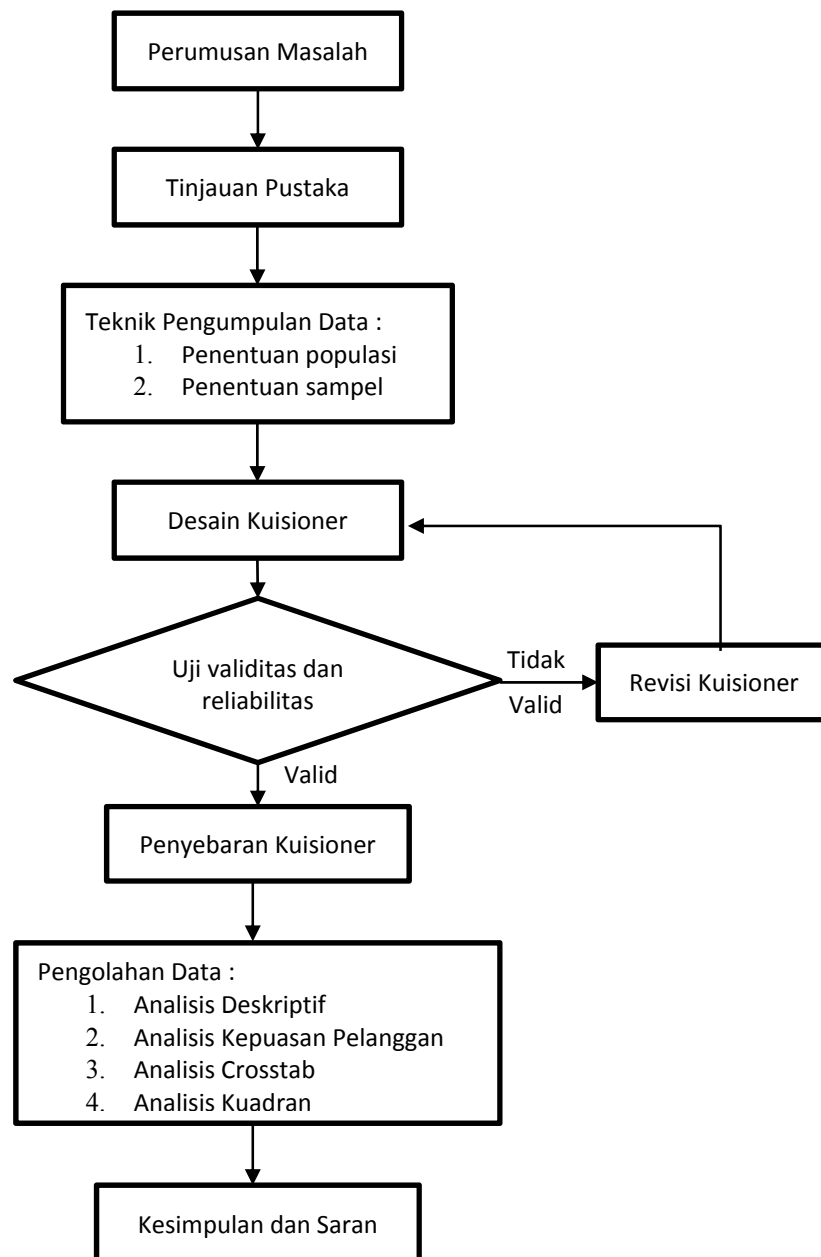 Perumusan Masalah
Tinjauan Pustaka
Teknik Pengumpulan Data :
1. Penentuan populasi
2. Penentuan sampel
Desain Kuisioner
Uji validitas dan
reliabilitas
Tidak
Valid
Revisi Kuisioner
Valid
Penyebaran Kuisioner
Pengolahan Data :
1. Analisis Deskriptif
2. Analisis Kepuasan Pelanggan
3. Analisis Crosstab
4. Analisis Kuadran
Kesimpulan dan Saran